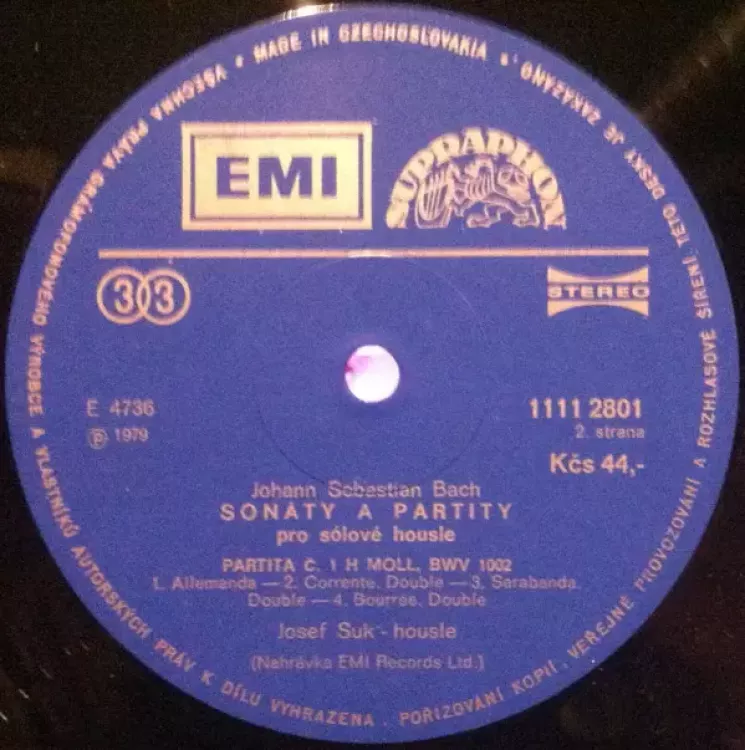 VŠECHNA PRÁVA GRAMOFONOVÉHO VÝROBCE A VLASTNÍKŮ AUTORSKÝCH PRÁV K DÍLU VYHRAZENA. POŘIZOVÁNÍ KOPIÍ, VEŘEJNÉ PROVOZOVÁNÍ A ROZHLASOVÉ ŠÍŘENÍ TÉTO DESKY JE ZAKÁZÁNO. • MADE IN CZECHOSLOVAKIA •
EMI
SUPRAPHON
33
STEREO
E 4736
1111 2801
Ⓟ 1979
2. strana
Kčs 44,-
Johann Sebastian Bach
SONÁTY A PARTITY
pro sólové housle
PARTITA Č. 1 H MOLL, BWV 1002
1. Allemanda — 2. Corrente, Double — 3. Sarabanda,
Double — 4. Bourrée, Double
Josef Suk - housle
(Nahrávka EMI Records Ltd.)